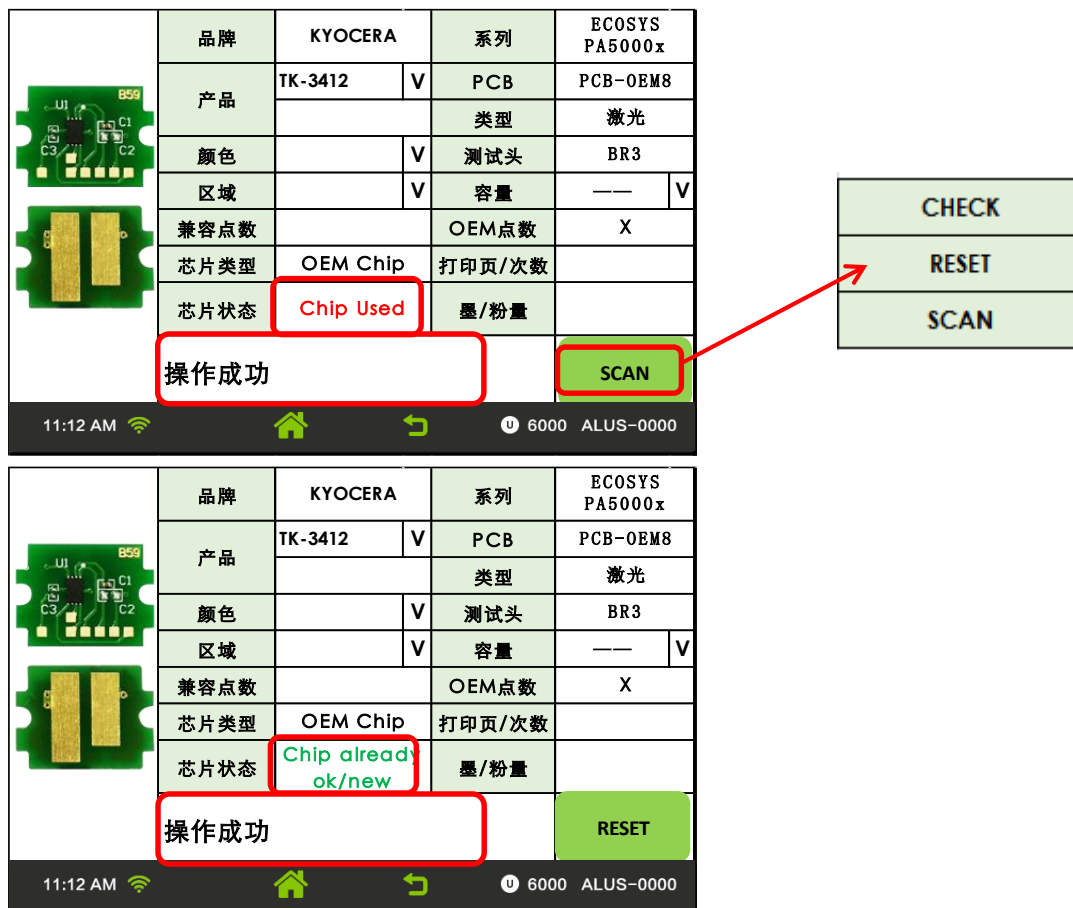 品牌 KYOCERA 系列 ECOSYS
PA5000x
产品 TK-3412 V PCB PCB-OEM8
类型 激光
颜色 V 测试头 BR3
区域 V 容量 —— V
兼容点数 OEM点数 X
芯片类型 OEM Chip 打印页/次数
芯片状态 Chip Used 墨/粉量
操作成功 SCAN
11:12 AM U 6000 ALUS-0000
B59
U1
C1
C3 C2
CHECK
RESET
SCAN
品牌 KYOCERA 系列 ECOSYS
PA5000x
产品 TK-3412 V PCB PCB-OEM8
类型 激光
颜色 V 测试头 BR3
区域 V 容量 —— V
兼容点数 OEM点数 X
芯片类型 OEM Chip 打印页/次数
芯片状态 Chip already
ok/new 墨/粉量
操作成功 RESET
11:12 AM U 6000 ALUS-0000
B59
U1
C1
C3 C2